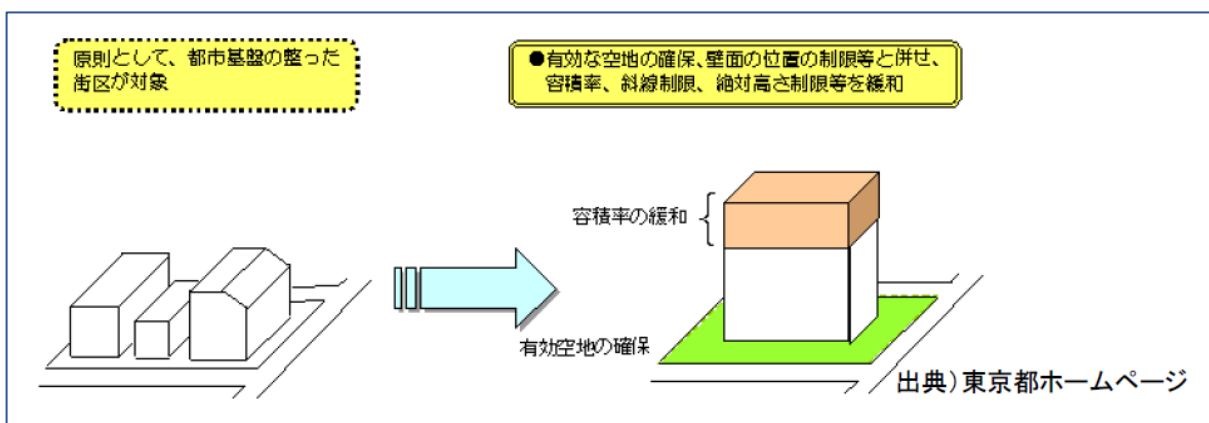 原則として、都市基盤の整った
街区が対象
●有効な空地の確保、壁面の位置の制限等と併せ、
容積率、斜線制限、絶対高さ制限等を緩和
容積率の緩和
有効空地の確保
出典）東京都ホームページ